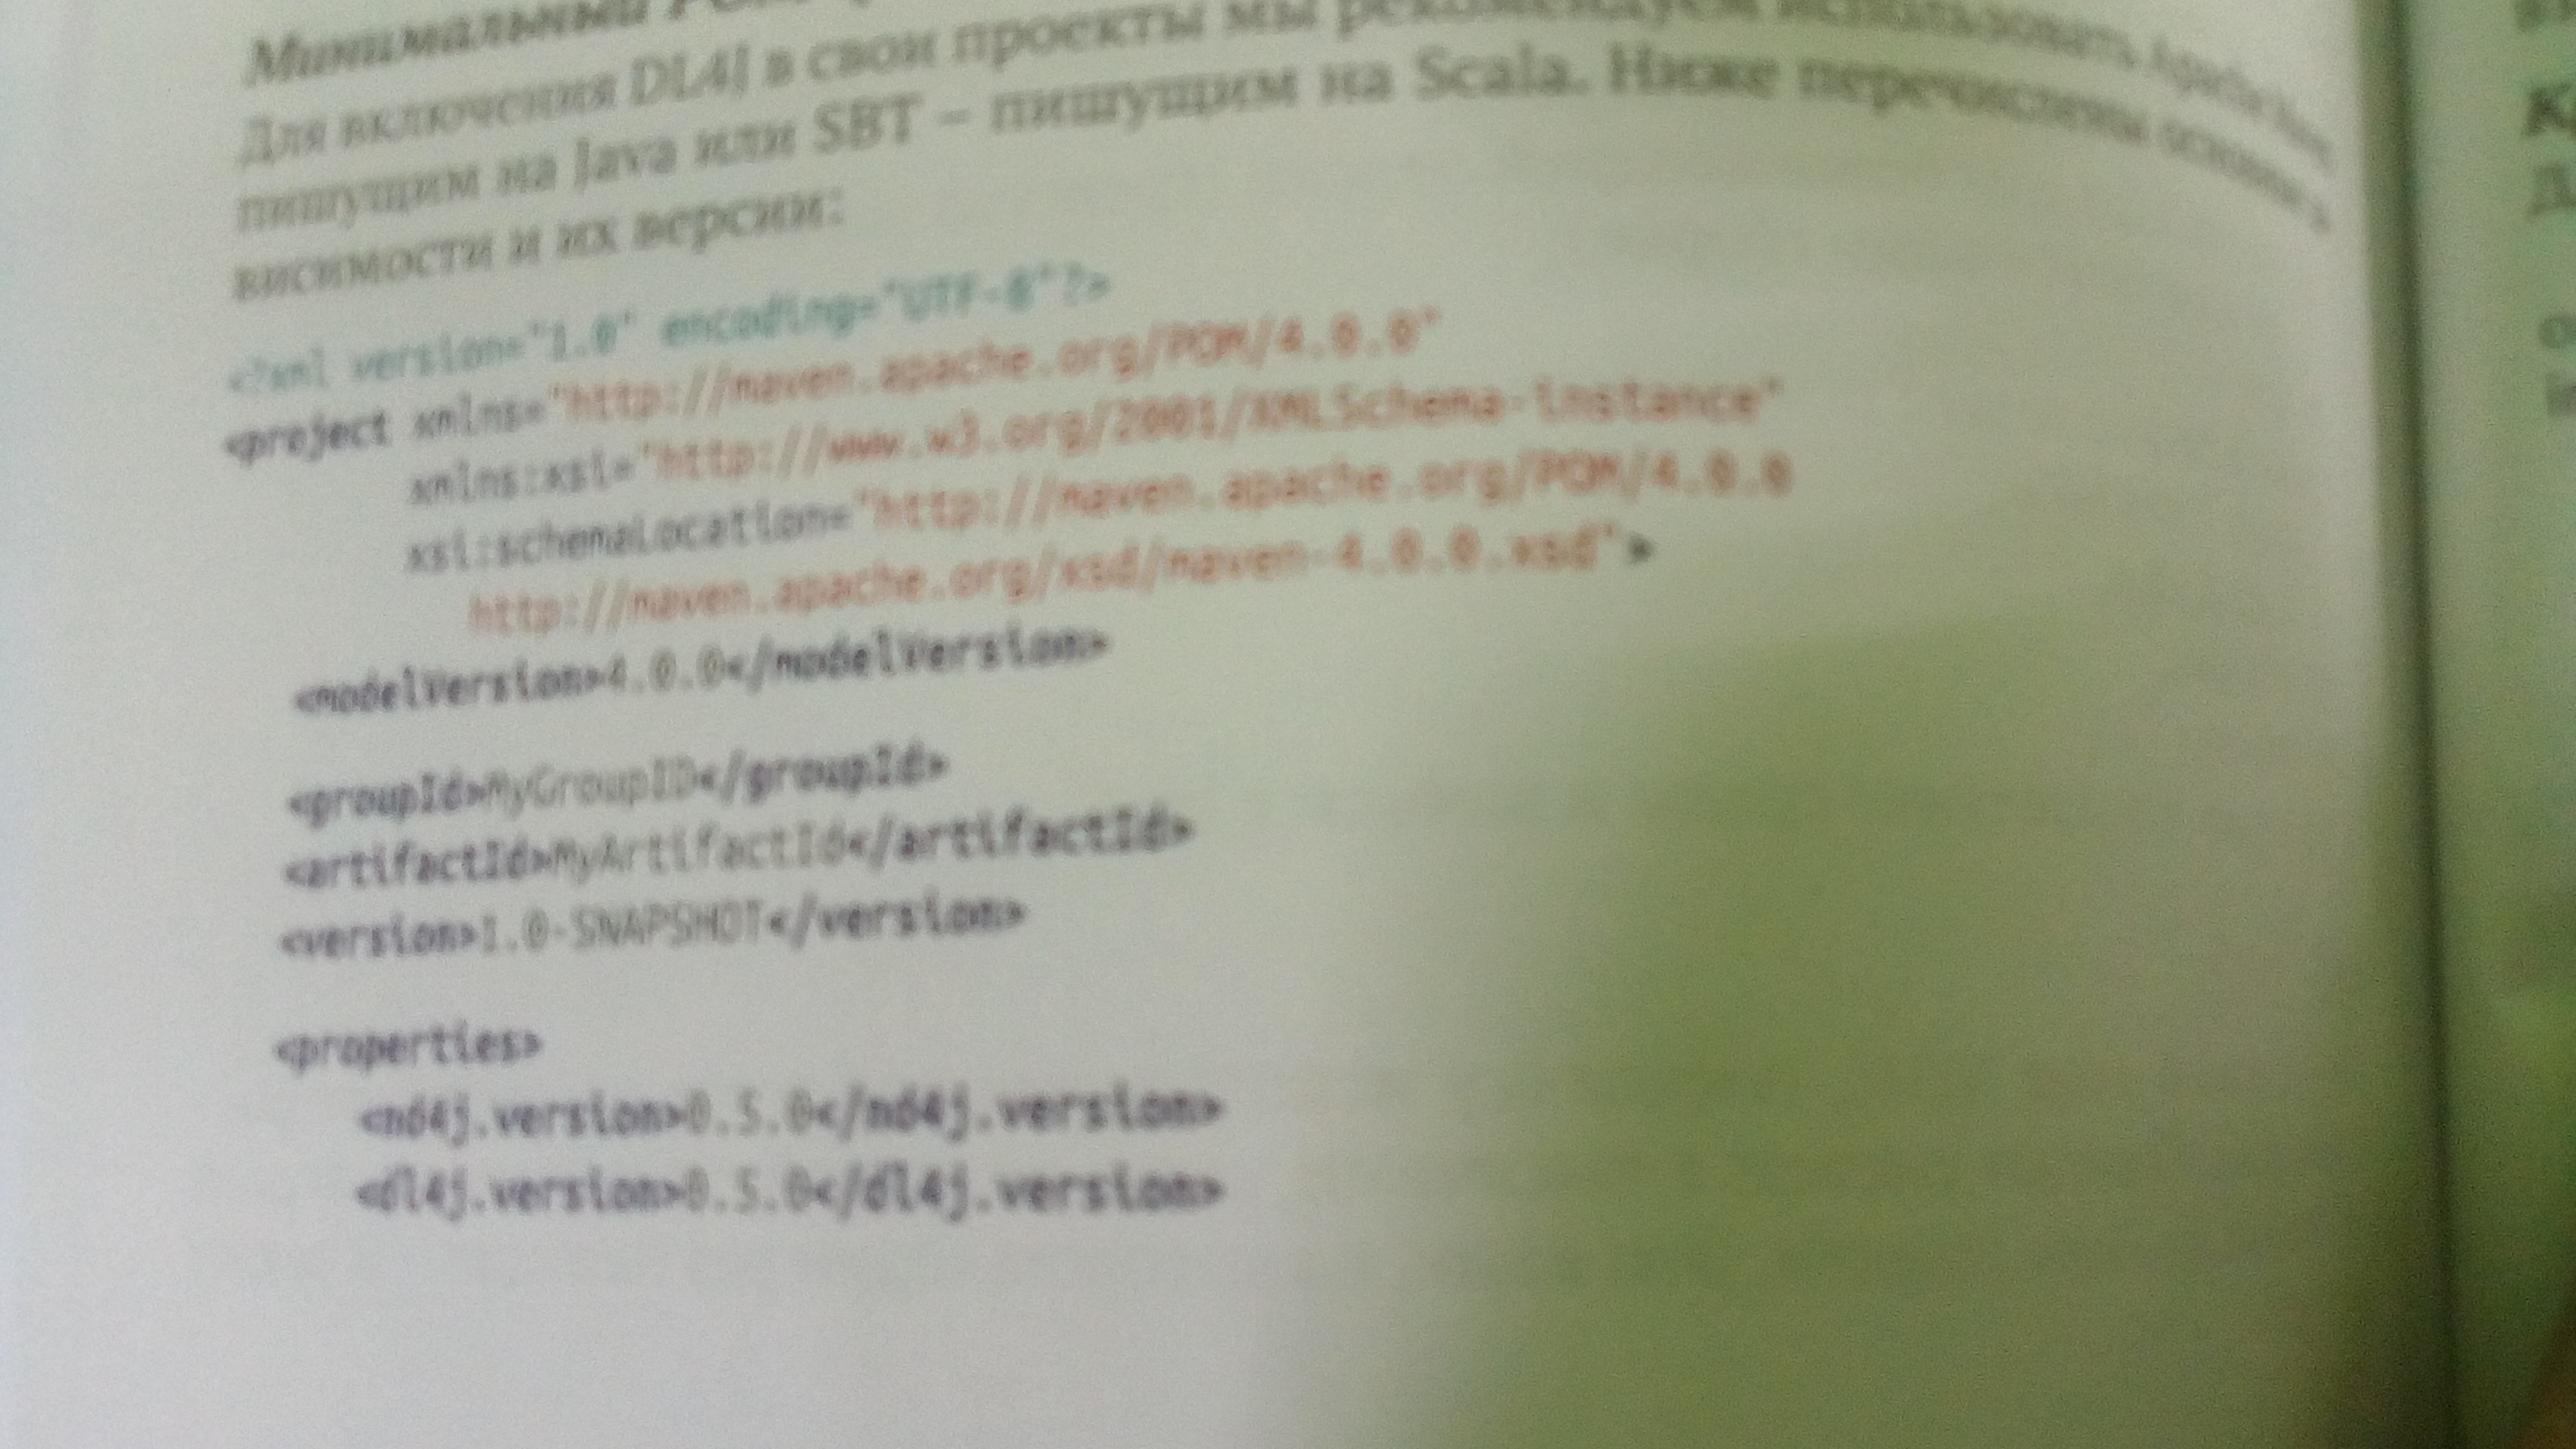 Минимальный
Для включения DL4J в свои проекты мы рекомендуем использовать Apache
пишущим на Java или SBT – пишущим на Scala. Ниже перечислены
висимости и их версии:
<?xml version="1.0" encoding="UTF-8"?>
<project xmlns="http://maven.apache.org/POM/4.0.0"
xmlns:xsi="http://www.w3.org/2001/XMLSchema-instance"
xsi:schemaLocation="http://maven.apache.org/POM/4.0.0
http://maven.apache.org/xsd/maven-4.0.0.xsd">
<modelVersion>4.0.0</modelVersion>
<groupId>MyGroupID</groupId>
<artifactId>MyArtifactId</artifactId>
<version>1.0-SNAPSHOT</version>
<properties>
<nd4j.version>0.5.0</nd4j.version>
<dl4j.version>0.5.0</dl4j.version>